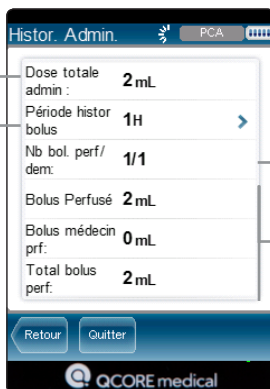 Histor. Admin. PCA
Dose totale
admin : 2 mL
Période histor
bolus 1H
Nb bol. perf/
dem: 1/1
Bolus Perfusé 2 mL
Bolus médecin
prf: 0 mL
Total bolus
perf: 2 mL
Retour Quitter
QCORE medical